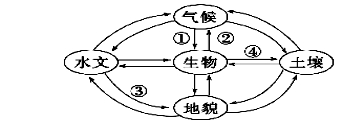 气候
① ②
水文 生物 ④ 土壤
③
地貌